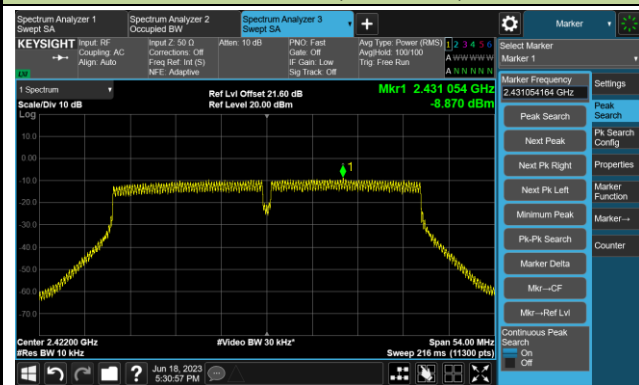 Spectrum Analyzer 1
Swept SA
Spectrum Analyzer 2
Occupied BW
Spectrum Analyzer 3
Swept SA
Marker
KEYSIGHT
Input: RF
Coupling: AC
Align: Auto
Input Z: 50 Ω
Corrections: Off
Freq Ref: Int (S)
NFE: Adaptive
Atten: 10 dB
PNO: Fast
Gate: Off
IF Gain: Low
Sig Track: Off
Avg Type: Power (RMS)
Avg|Hold: 100/100
Trig: Free Run
1 2 3 4 5 6
A W W W W W
A N N N N N
Select Marker
Marker 1
1 Spectrum
Scale/Div 10 dB
Log
Ref Lvl Offset 21.60 dB
Ref Level 20.00 dBm
Mkr1 2.431 054 GHz
-8.870 dBm
10.0
0.00
-10.0
-20.0
-30.0
-40.0
-50.0
-60.0
-70.0
1
Center 2.42200 GHz
#Res BW 10 kHz
#Video BW 30 kHz*
Span 54.00 MHz
Sweep 216 ms (11300 pts)
Marker Frequency
2.431054164 GHz
Peak Search
Next Peak
Next Pk Right
Next Pk Left
Minimum Peak
Pk-Pk Search
Marker Delta
Mkr→CF
Mkr→Ref Lvl
Continuous Peak
Search
On
Off
Settings
Peak
Search
Pk Search
Config
Properties
Marker
Function
Marker→
Counter
Jun 18, 2023
5:30:57 PM